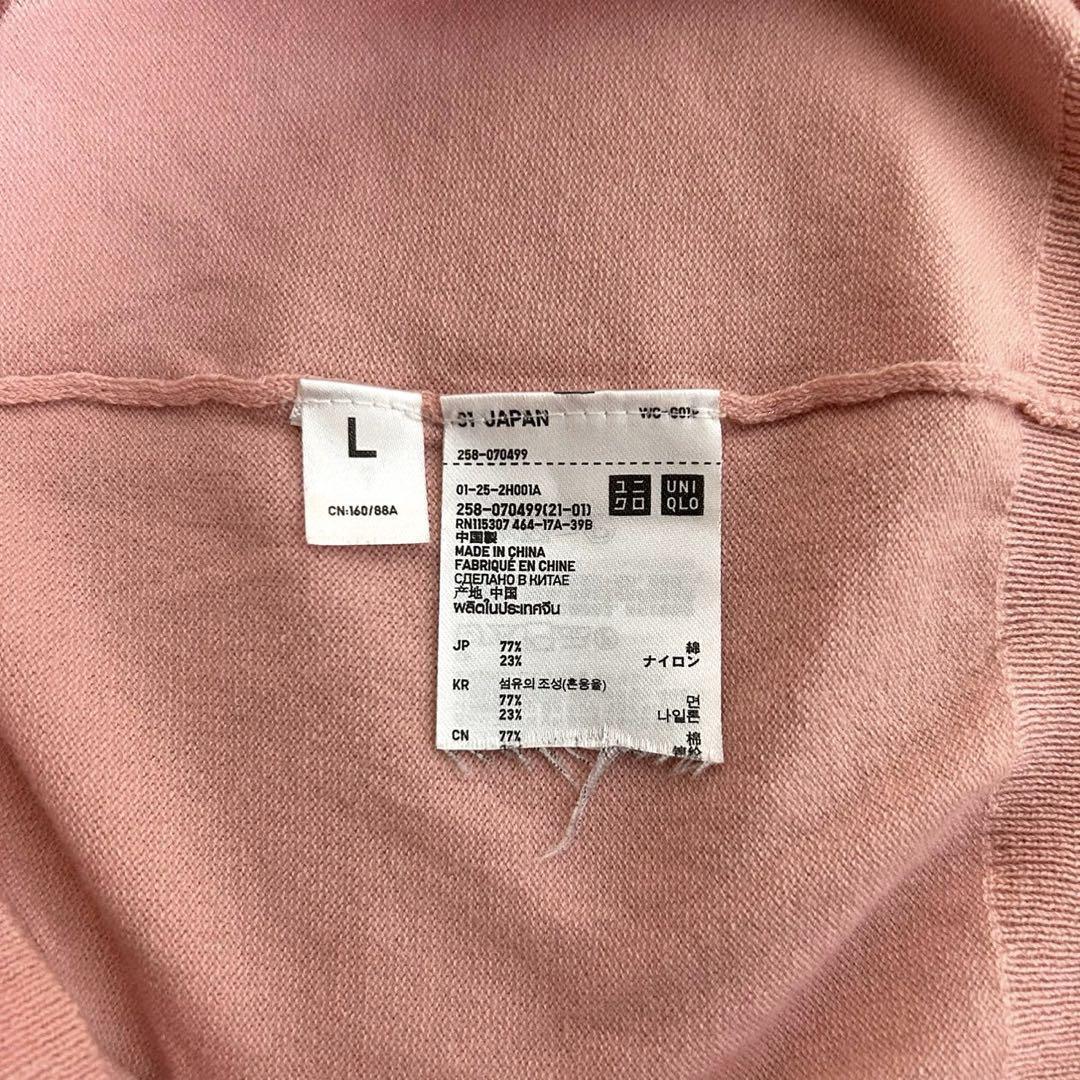 L
CN:160/88A
01 JAPAN
258-070499
01-25-2H001A
ユニ
クロ
UNI
QLO
258-070499(21-01)
RN115307 464-17A-39B
中国製
MADE IN CHINA
FABRIQUÉ EN CHINE
СДЕЛАНО В КИТАЕ
产地 中国
ผลิตในประเทศจีน
JP 77% 綿
23% ナイロン
KR 섬유의 조성(혼용율)
77% 면
23% 나일론
CN 77% 棉